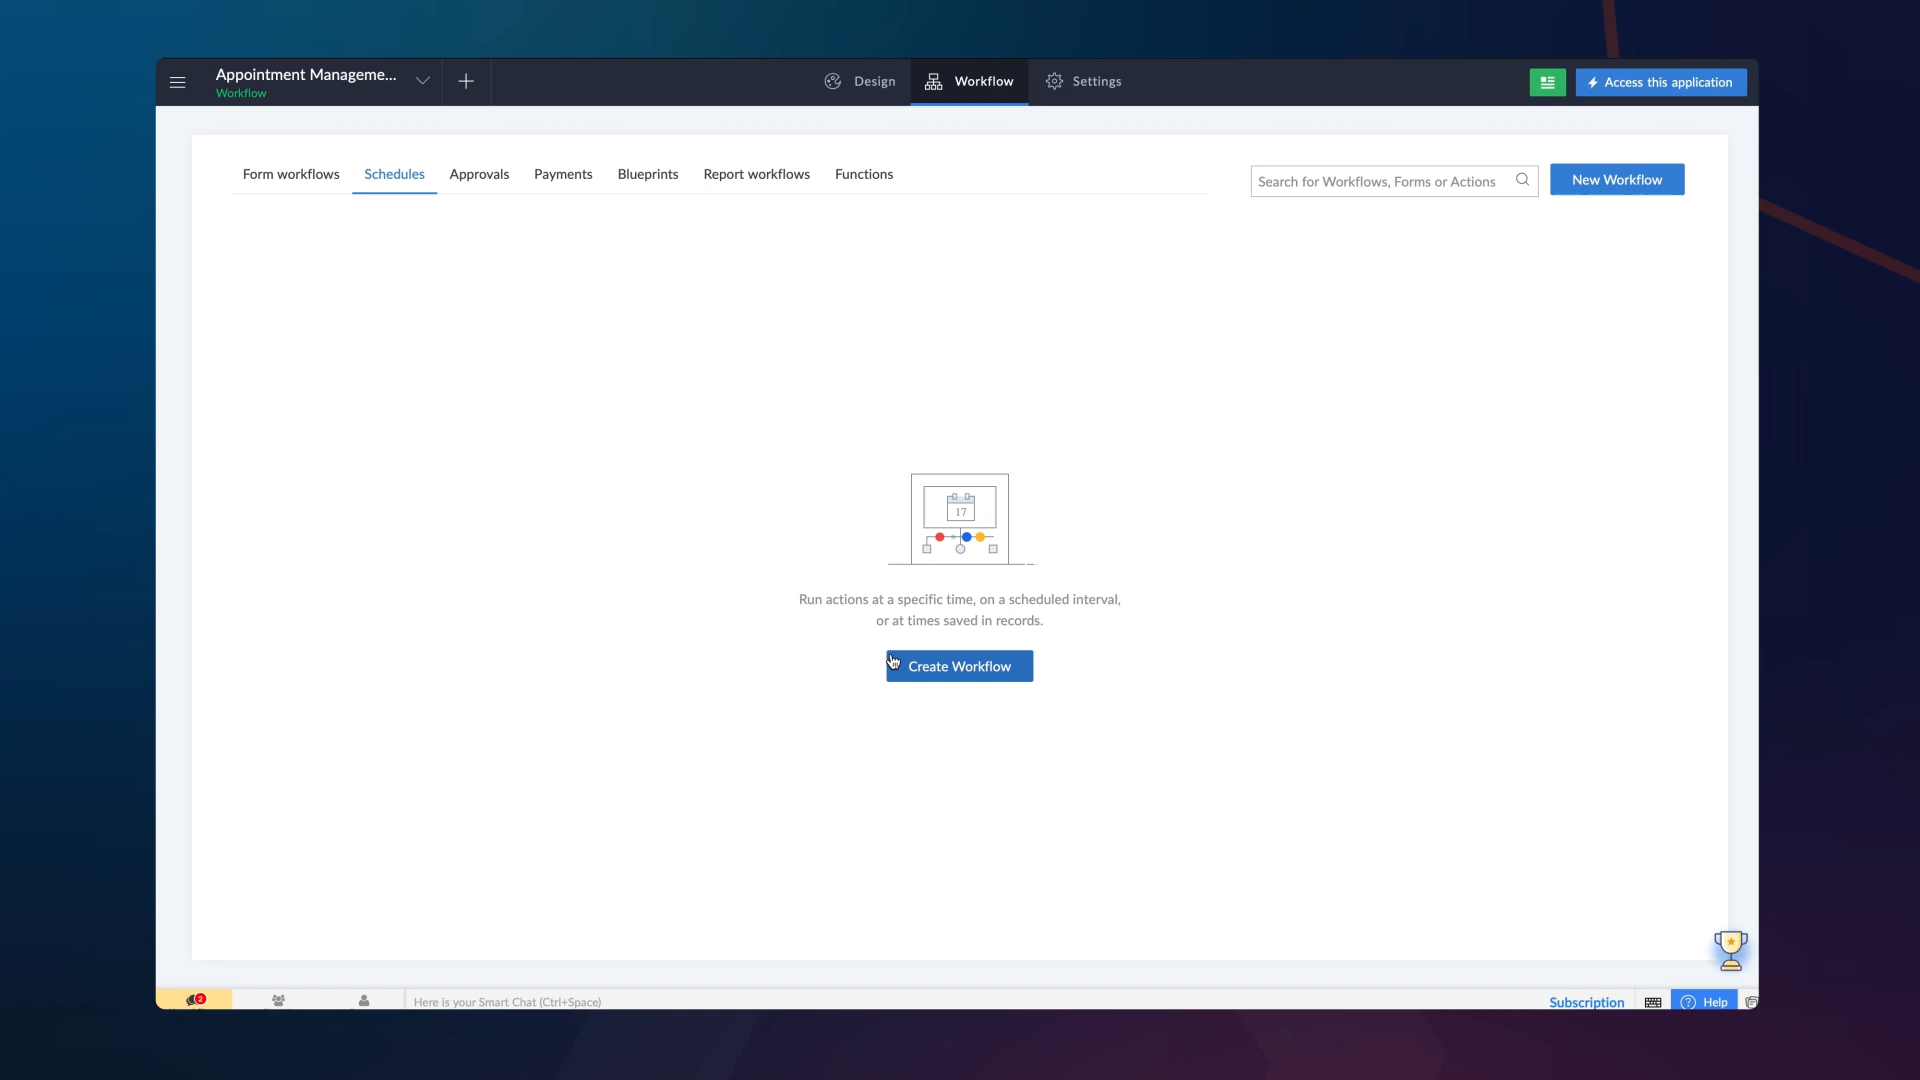 Appointment Manageme...
Workflow
Design
Workflow
Settings
Access this application
Form workflows
Schedules
Approvals
Payments
Blueprints
Report workflows
Functions
Search for Workflows, Forms or Actions
New Workflow
17
Run actions at a specific time, on a scheduled interval,
or at times saved in records.
Create Workflow
2
Here is your Smart Chat (Ctrl+Space)
Subscription
? Help